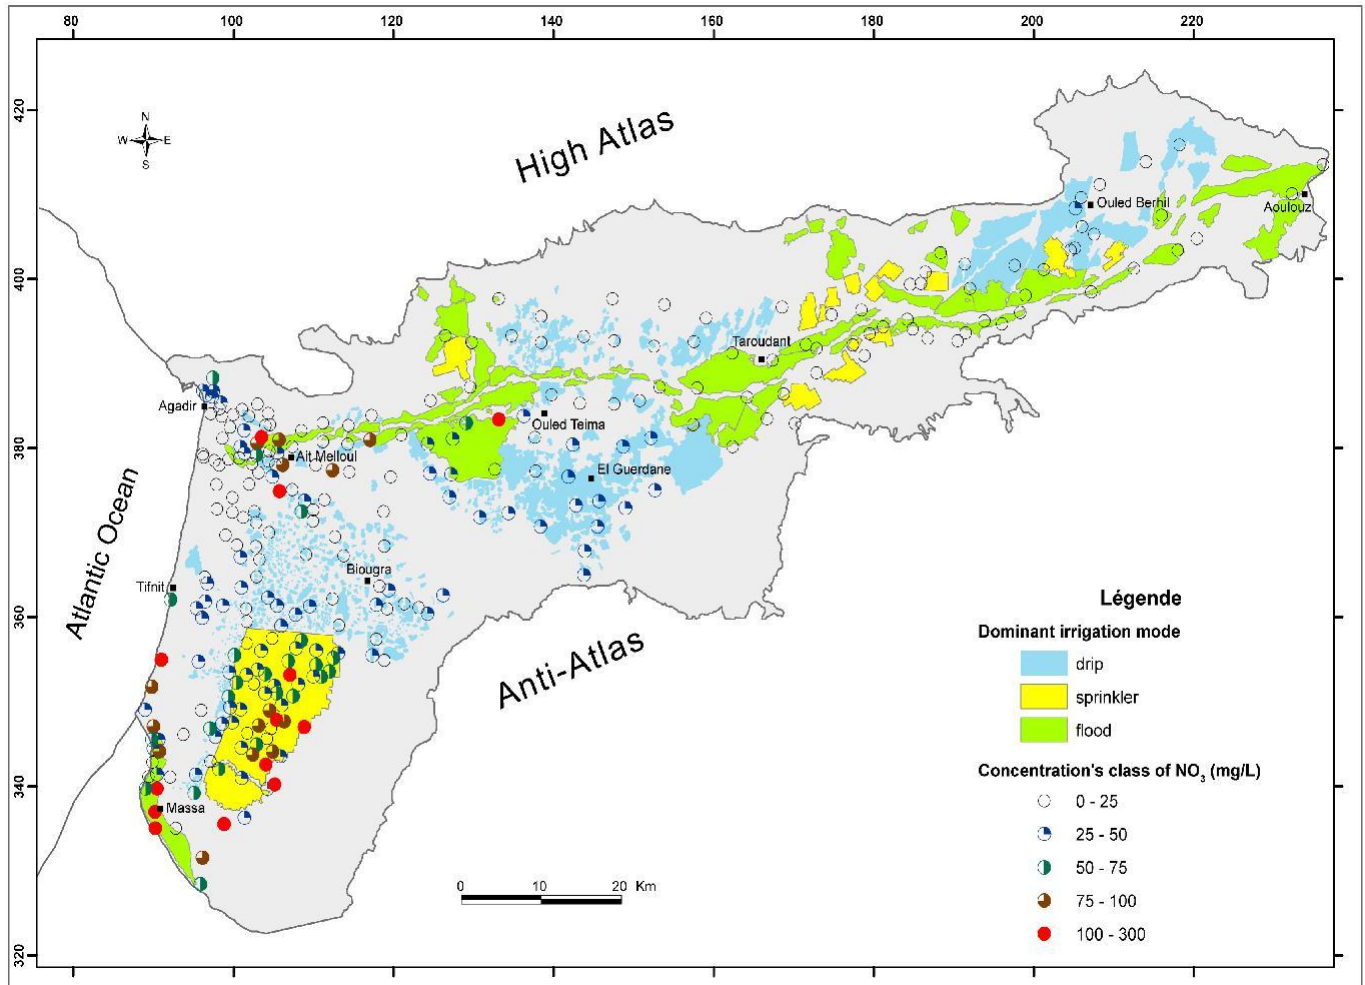 80 100 120 140 160 180 200 220
420
400
380
360
340
320
N
W E
S
High Atlas
Anti-Atlas
Atlantic Ocean
Ouled Berhil
Aoulouz
Taroudant
Agadir
Ouled Teima
Ait Melloul
El Guerdane
Biougra
Tifnit
Massa
0 10 20 Km
Légende
Dominant irrigation mode
drip
sprinkler
flood
Concentration's class of NO3 (mg/L)
0 - 25
25 - 50
50 - 75
75 - 100
100 - 300